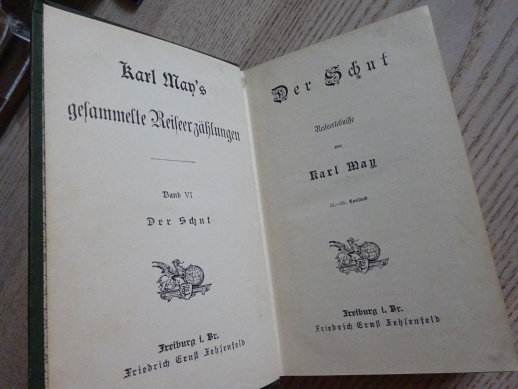 Karl May's
gesammelte Reiseerzählungen
Band VI
Der Schut
Freiburg i. Br.
Friedrich Ernst Fehsenfeld
Der Schut
Reiseerlebnisse
von
Karl May
Tausend
Freiburg i. Br.
Friedrich Ernst Fehsenfeld